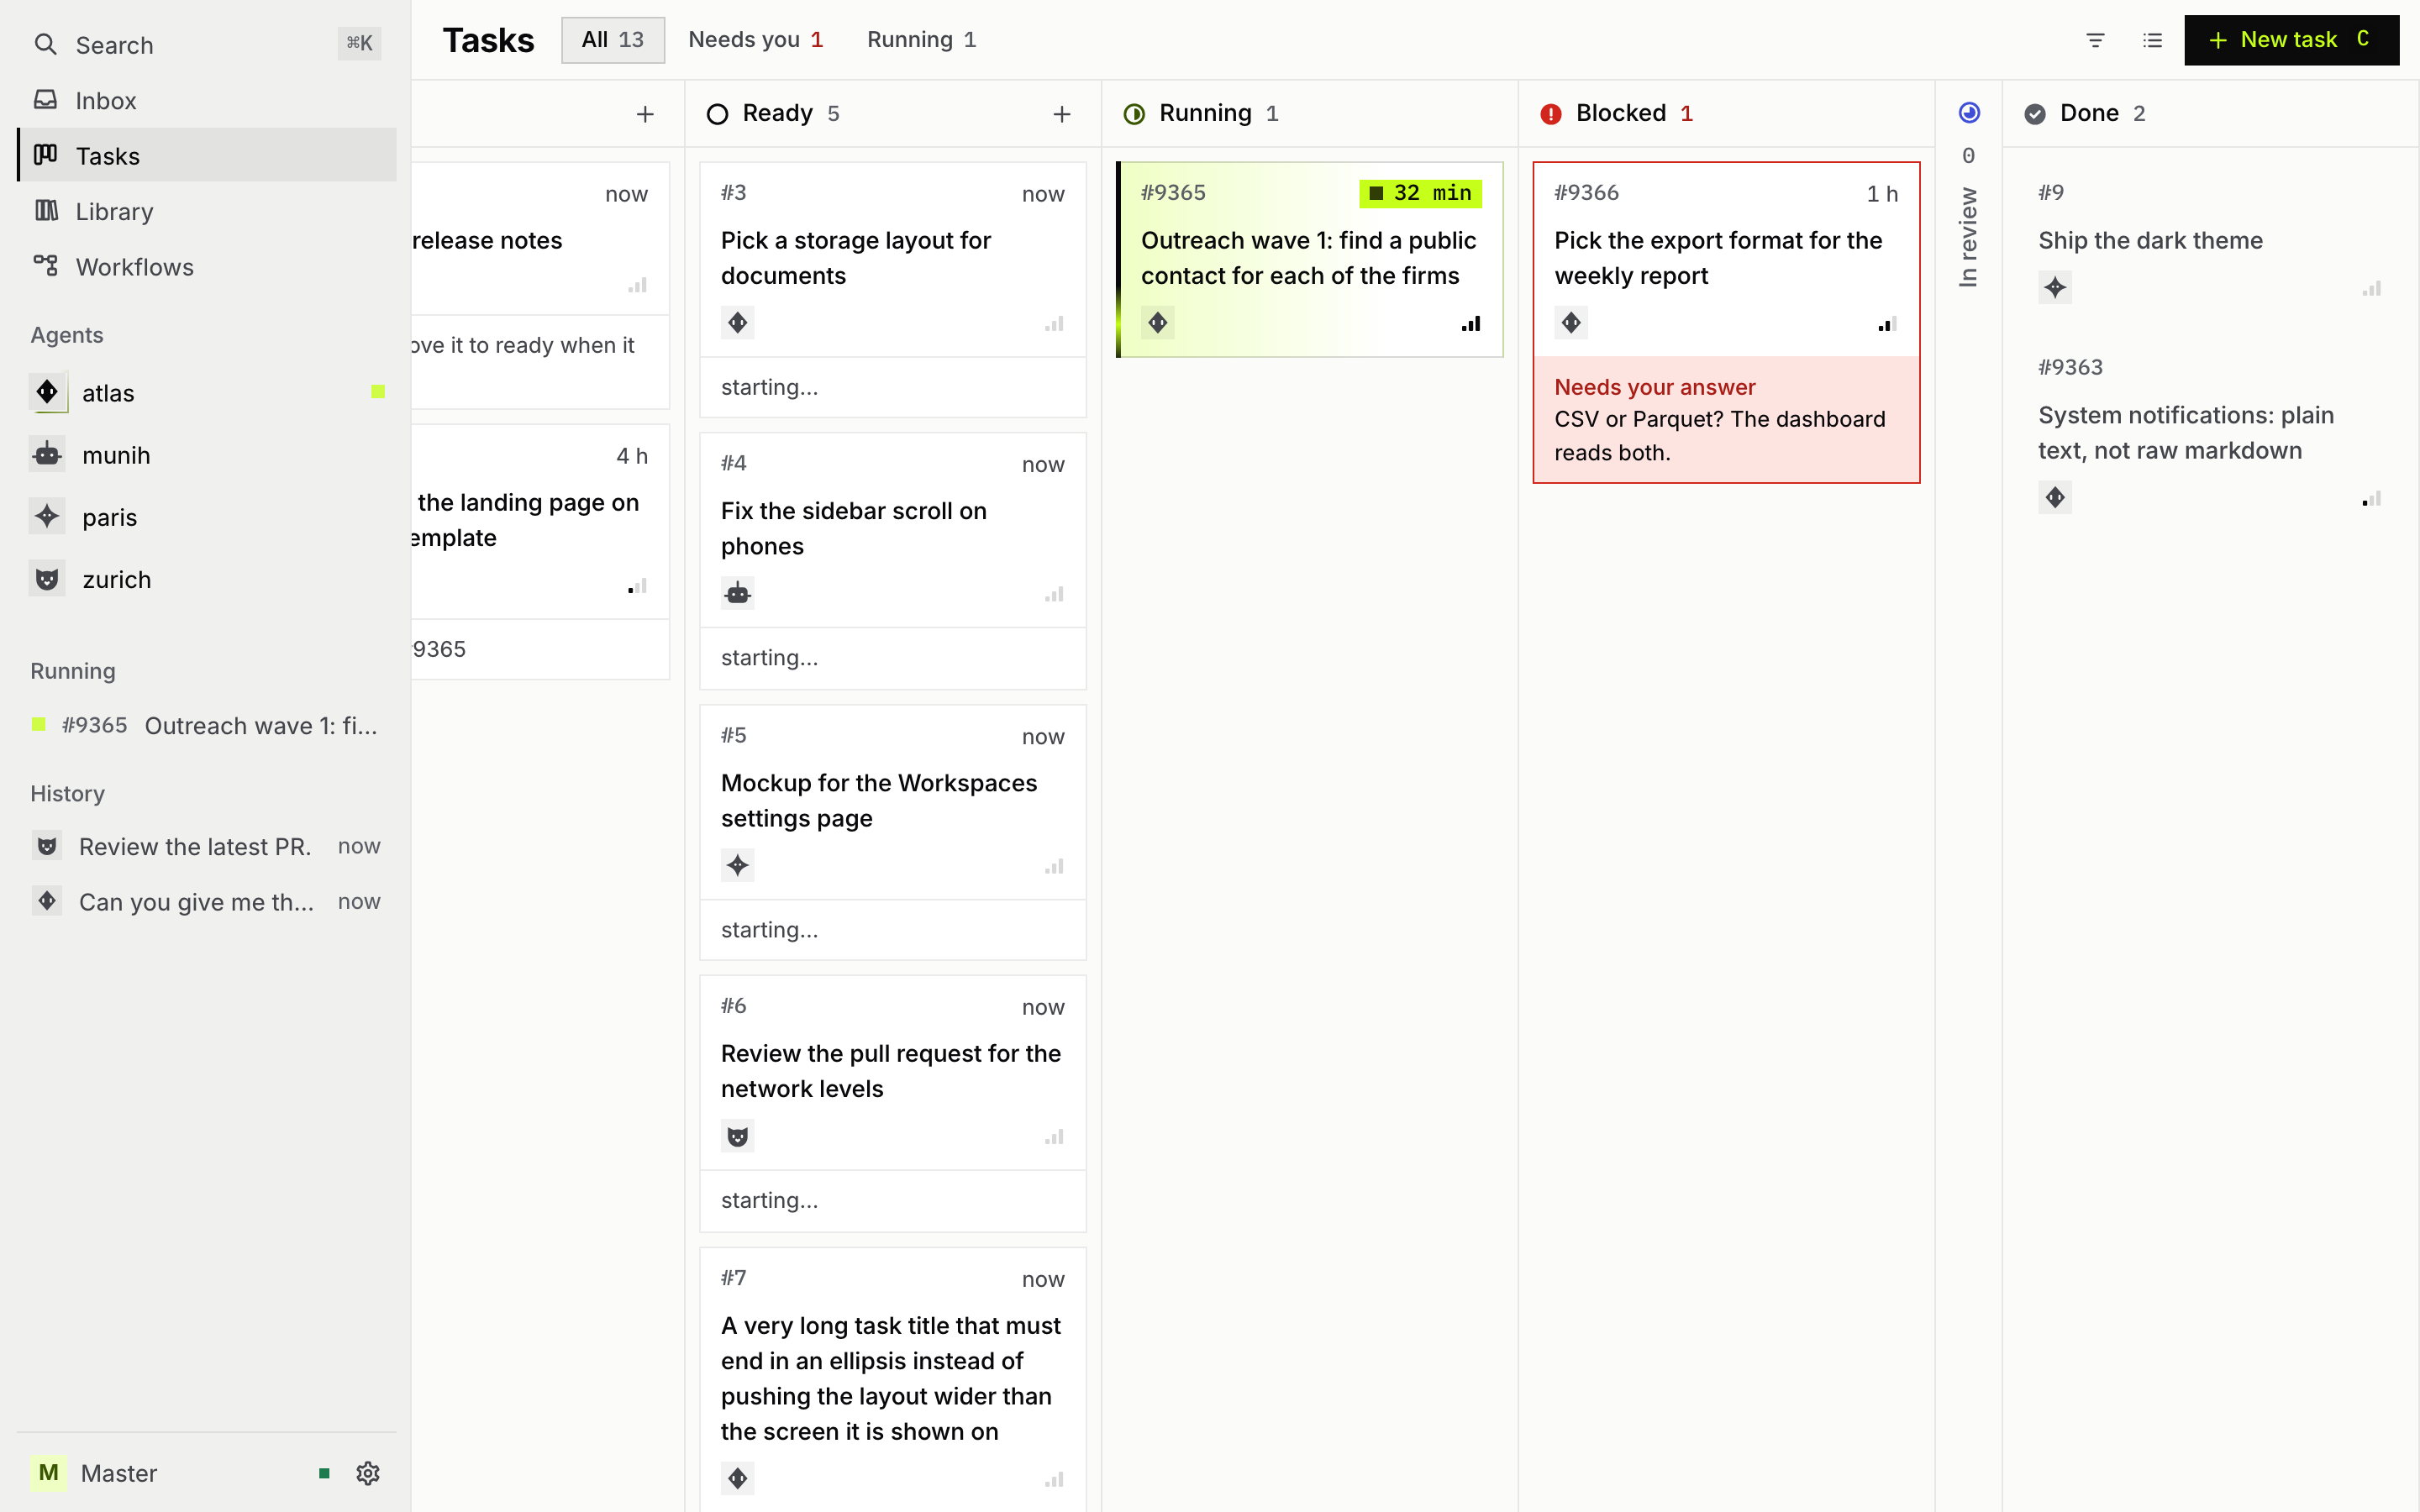 Search ⌘K
Inbox
Tasks
Library
Workflows
Agents
atlas
munih
paris
zurich
Running
#9365 Outreach wave 1: fi...
History
Review the latest PR. now
Can you give me th... now
M Master
Tasks All 13 Needs you 1 Running 1
New task C
now
release notes
ove it to ready when it
4 h
the landing page on
emplate
9365
Ready 5
#3 now
Pick a storage layout for
documents
starting...
#4 now
Fix the sidebar scroll on
phones
starting...
#5 now
Mockup for the Workspaces
settings page
starting...
#6 now
Review the pull request for the
network levels
starting...
#7 now
A very long task title that must
end in an ellipsis instead of
pushing the layout wider than
the screen it is shown on
Running 1
#9365 32 min
Outreach wave 1: find a public
contact for each of the firms
Blocked 1
#9366 1 h
Pick the export format for the
weekly report
Needs your answer
CSV or Parquet? The dashboard
reads both.
0
In review
Done 2
#9
Ship the dark theme
#9363
System notifications: plain
text, not raw markdown